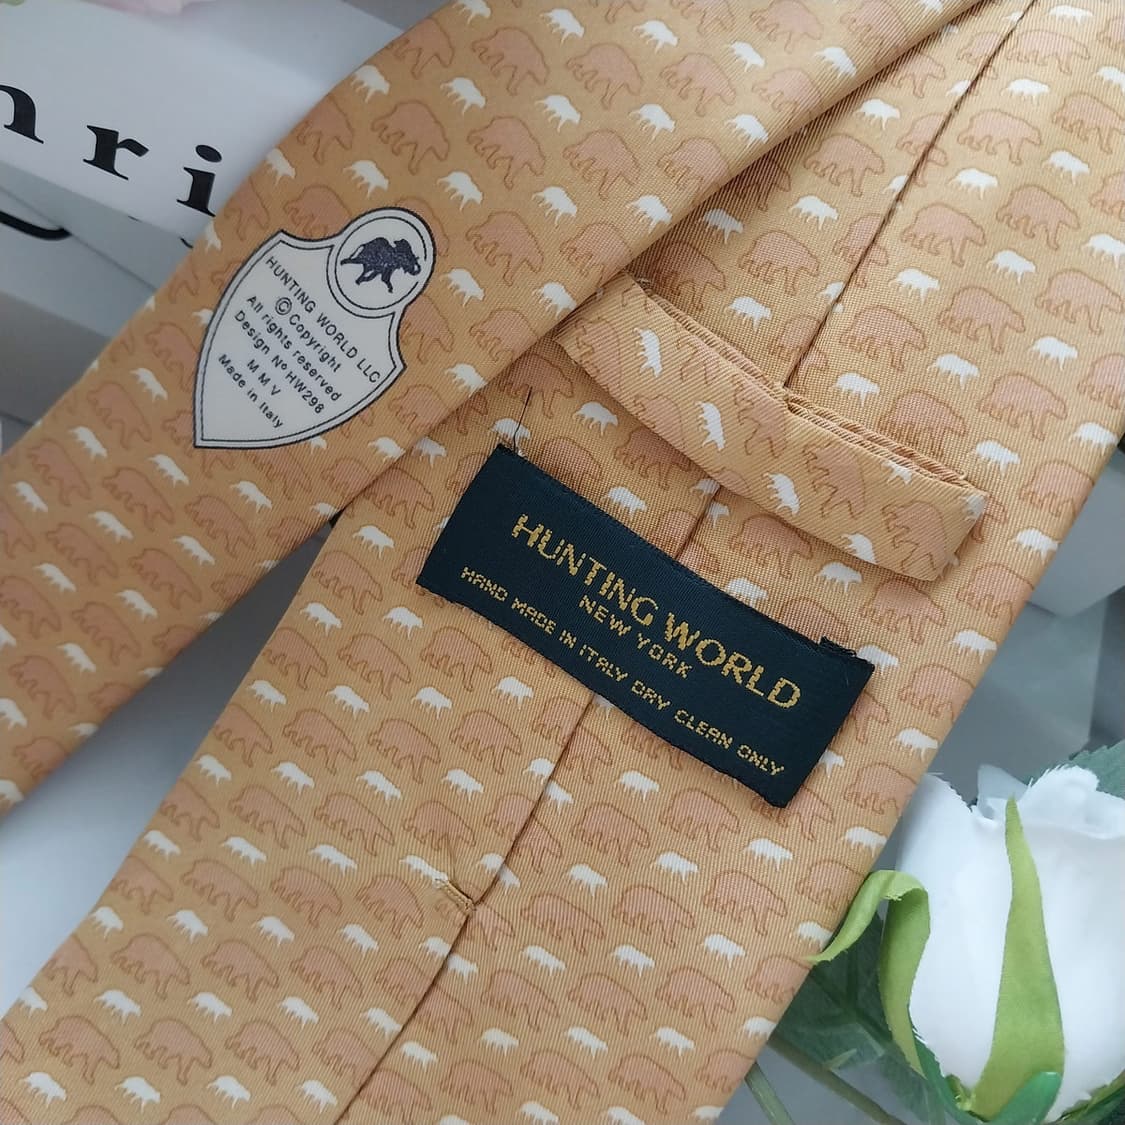 nri
HUNTING WORLD LLC
©Copyright
All rights reserved
Design Nº HW298
M M V
Made in Italy
HUNTING WORLD
NEW YORK
HAND MADE IN ITALY DRY CLEAN ONLY